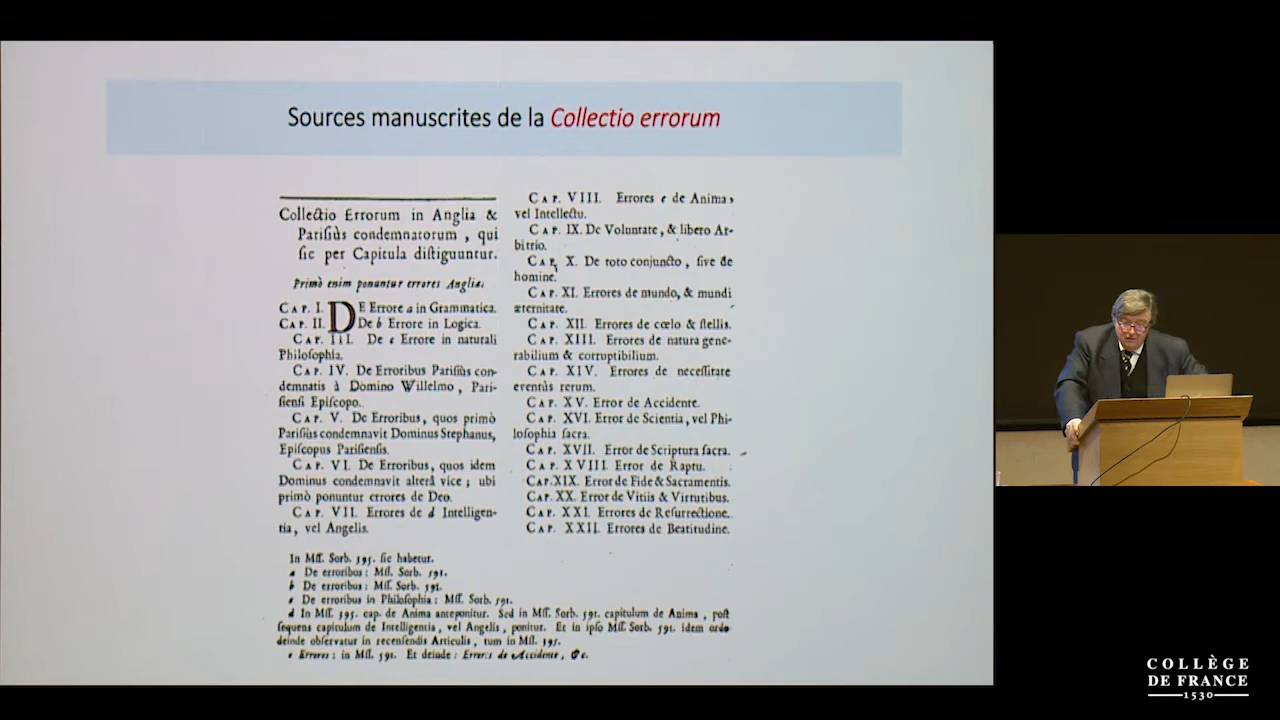 Sources manuscrites de la Collectio errorum
Collectio Errorum in Anglia &
Parisiùs condemnatorum, qui
sic per Capitula distiguuntur.
Primò enim ponuntur errores Angliæ.
CAP. I. DE Errore a in Grammatica.
CAP. II. De b Errore in Logica.
CAP. III. De c Errore in naturali
Philosophia.
CAP. IV. De Erroribus Parisiùs con-
demnatis à Domino Willelmo, Pari-
siensi Episcopo.
CAP. V. De Erroribus, quos primò
Parisiùs condemnavit Dominus Stephanus,
Episcopus Parisiensis.
CAP. VI. De Erroribus, quos idem
Dominus condemnavit alterâ vice; ubi
primò ponuntur errores de Deo.
CAP. VII. Errores de d Intelligen-
tia, vel Angelis.
CAP. VIII. Errores e de Anima,
vel Intellectu.
CAP. IX. De Voluntate, & libero Ar-
bitrio.
CAP. X. De toto conjuncto, sive de
homine.
CAP. XI. Errores de mundo, & mundi
æternitate.
CAP. XII. Errores de cœlo & stellis.
CAP. XIII. Errores de natura gene-
rabilium & corruptibilium.
CAP. XIV. Errores de necessitate
eventûs rerum.
CAP. XV. Error de Accidente.
CAP. XVI. Error de Scientia, vel Phi-
losophia sacra.
CAP. XVII. Error de Scriptura sacra.
CAP. XVIII. Error de Raptu.
CAP. XIX. Error de Fide & Sacramentis.
CAP. XX. Error de Vitiis & Virtutibus.
CAP. XXI. Errores de Resurrectione.
CAP. XXII. Errores de Beatitudine.
In Mss. Sorb. 595. sic habetur.
a De erroribus: Mss. Sorb. 591.
b De erroribus: Mss. Sorb. 591.
c De erroribus in Philosophia: Mss. Sorb. 591.
d In Mss. 595. cap. de Anima anteponitur. Sed in Mss. Sorb. 591. capitulum de Anima, post
sequens capitulum de Intelligentia, vel Angelis, ponitur. Et in ipso Mss. Sorb. 591. idem ordo
deinde observatur in recensendis Articulis, tum in Mss. 595.
e Errores: in Mss. 591. Et deinde: Errores de Accidente, &c.
COLLÈGE
DE FRANCE
1530